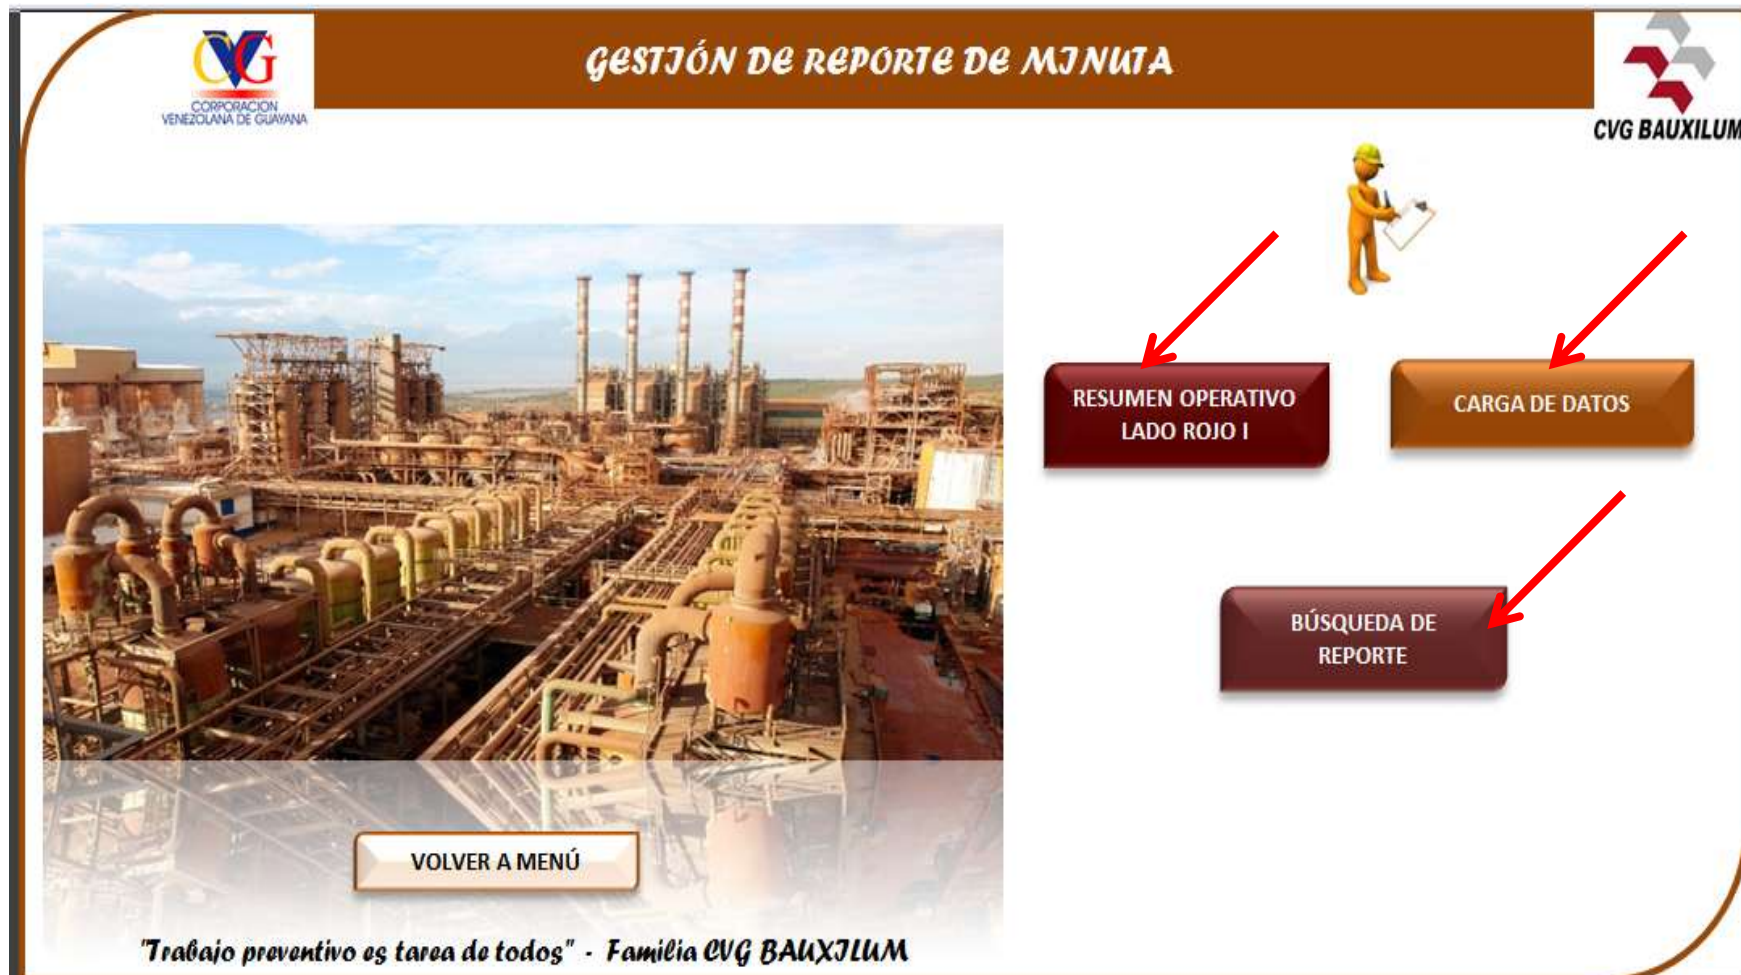 CVG
CORPORACION
VENEZOLANA DE GUAYANA
GESTIÓN DE REPORTE DE MINUTA
CVG BAUXILUM
RESUMEN OPERATIVO
LADO ROJO I
CARGA DE DATOS
BÚSQUEDA DE
REPORTE
VOLVER A MENÚ
"Trabajo preventivo es tarea de todos" - Familia CVG BAUXILUM